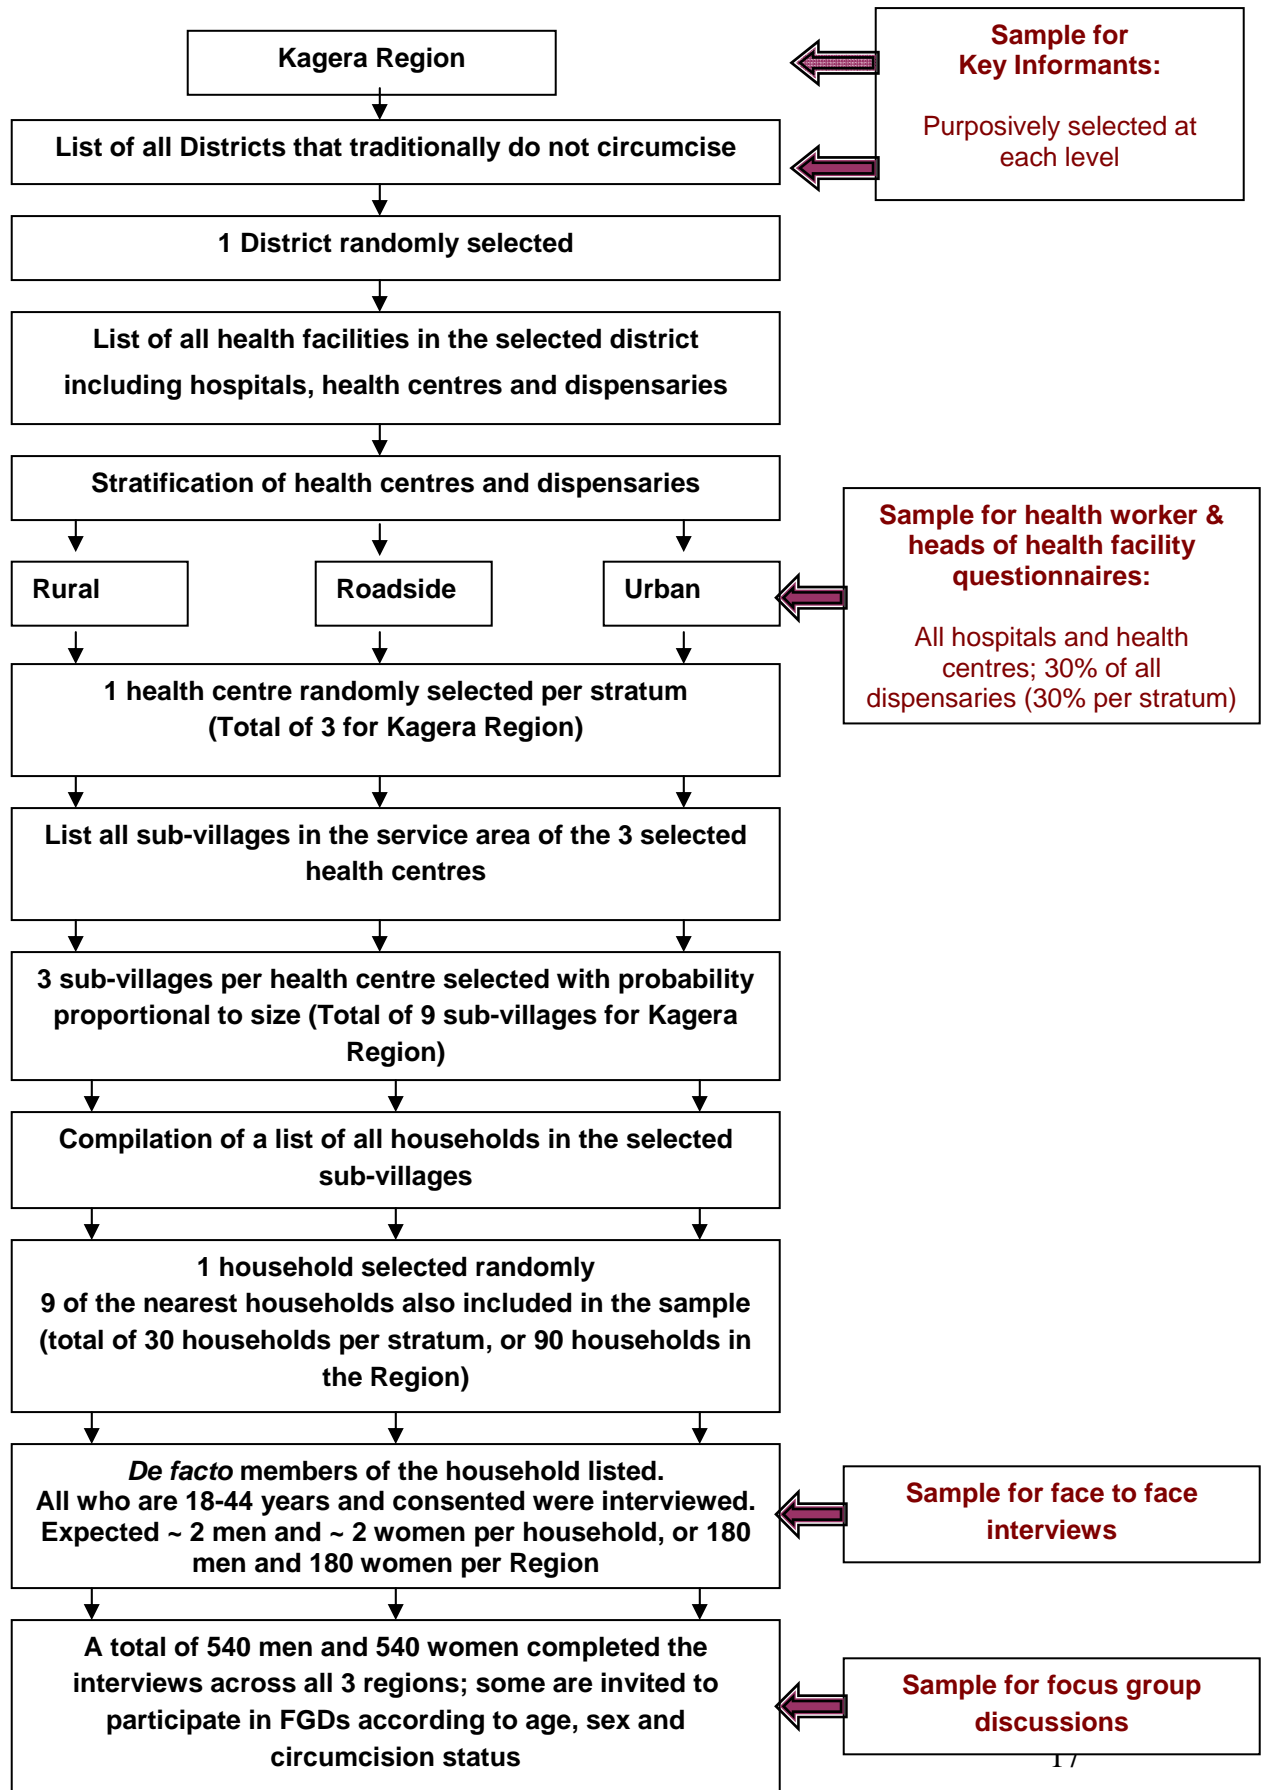 Kagera Region
Sample for
Key Informants:
Purposively selected at
each level
List of all Districts that traditionally do not circumcise
1 District randomly selected
List of all health facilities in the selected district
including hospitals, health centres and dispensaries
Stratification of health centres and dispensaries
Sample for health worker &
heads of health facility
questionnaires:
All hospitals and health
centres; 30% of all
dispensaries (30% per stratum)
Rural
Roadside
Urban
1 health centre randomly selected per stratum
(Total of 3 for Kagera Region)
List all sub-villages in the service area of the 3 selected
health centres
3 sub-villages per health centre selected with probability
proportional to size (Total of 9 sub-villages for Kagera
Region)
Compilation of a list of all households in the selected
sub-villages
1 household selected randomly
9 of the nearest households also included in the sample
(total of 30 households per stratum, or 90 households in
the Region)
De facto members of the household listed.
All who are 18-44 years and consented were interviewed.
Expected ~ 2 men and ~ 2 women per household, or 180
men and 180 women per Region
Sample for face to face
interviews
A total of 540 men and 540 women completed the
interviews across all 3 regions; some are invited to
participate in FGDs according to age, sex and
circumcision status
Sample for focus group
discussions
17